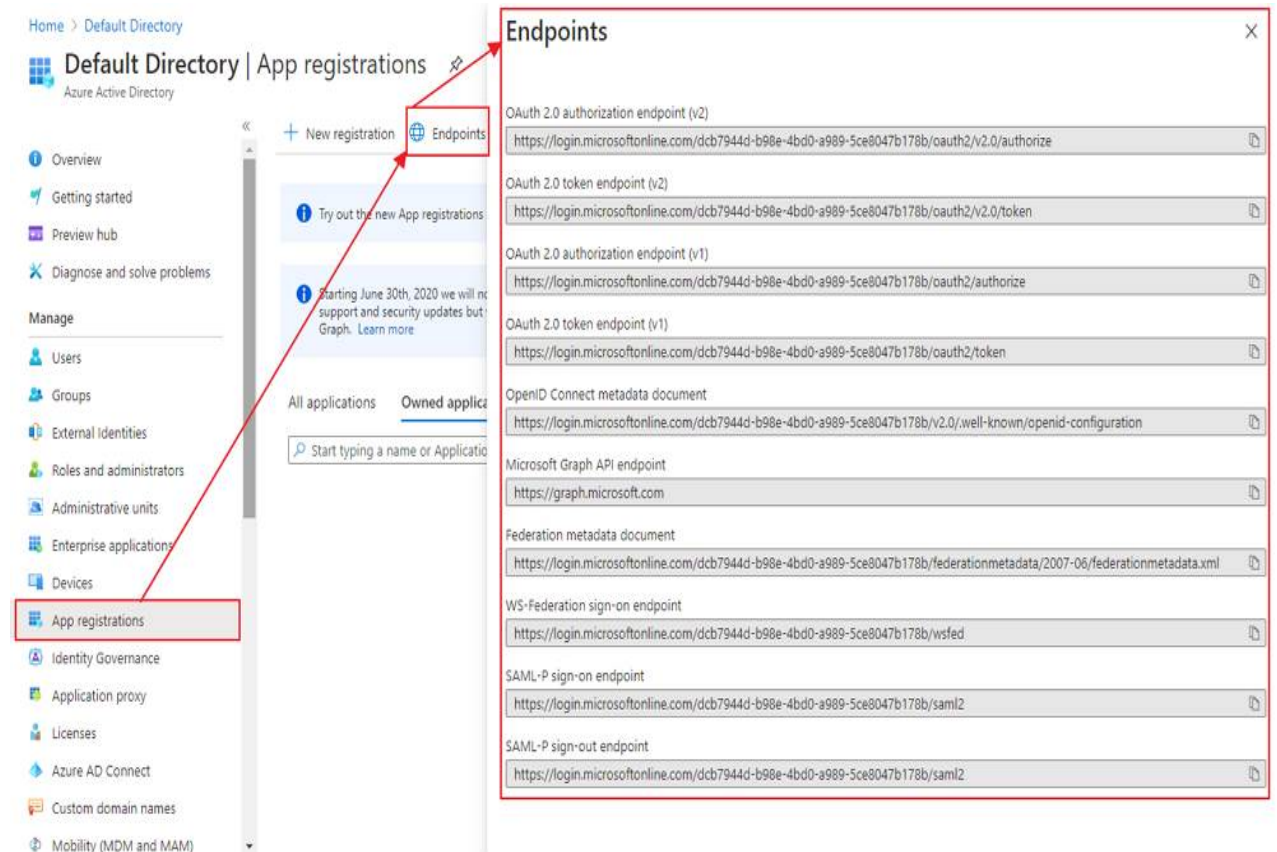 Home > Default Directory
Default Directory | App registrations
Azure Active Directory
«
Overview
Getting started
Preview hub
Diagnose and solve problems
Manage
Users
Groups
External Identities
Roles and administrators
Administrative units
Enterprise applications
Devices
App registrations
Identity Governance
Application proxy
Licenses
Azure AD Connect
Custom domain names
Mobility (MDM and MAM)
+ New registration Endpoints
Try out the new App registrations
Starting June 30th, 2020 we will no
support and security updates but
Graph. Learn more
All applications Owned applica
Start typing a name or Applicatio
Endpoints
OAuth 2.0 authorization endpoint (v2)
https://login.microsoftonline.com/dcb7944d-b98e-4bd0-a989-5ce8047b178b/oauth2/v2.0/authorize
OAuth 2.0 token endpoint (v2)
https://login.microsoftonline.com/dcb7944d-b98e-4bd0-a989-5ce8047b178b/oauth2/v2.0/token
OAuth 2.0 authorization endpoint (v1)
https://login.microsoftonline.com/dcb7944d-b98e-4bd0-a989-5ce8047b178b/oauth2/authorize
OAuth 2.0 token endpoint (v1)
https://login.microsoftonline.com/dcb7944d-b98e-4bd0-a989-5ce8047b178b/oauth2/token
OpenID Connect metadata document
https://login.microsoftonline.com/dcb7944d-b98e-4bd0-a989-5ce8047b178b/v2.0/.well-known/openid-configuration
Microsoft Graph API endpoint
https://graph.microsoft.com
Federation metadata document
https://login.microsoftonline.com/dcb7944d-b98e-4bd0-a989-5ce8047b178b/federationmetadata/2007-06/federationmetadata.xml
WS-Federation sign-on endpoint
https://login.microsoftonline.com/dcb7944d-b98e-4bd0-a989-5ce8047b178b/wsfed
SAML-P sign-on endpoint
https://login.microsoftonline.com/dcb7944d-b98e-4bd0-a989-5ce8047b178b/saml2
SAML-P sign-out endpoint
https://login.microsoftonline.com/dcb7944d-b98e-4bd0-a989-5ce8047b178b/saml2